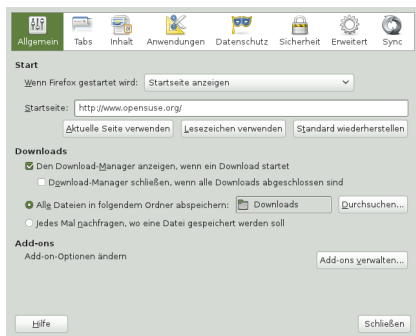 Allgemein Tabs Inhalt Anwendungen Datenschutz Sicherheit Erweitert Sync
Start
Wenn Firefox gestartet wird: Startseite anzeigen
Startseite: http://www.opensuse.org/
Aktuelle Seite verwenden Lesezeichen verwenden Standard wiederherstellen
Downloads
Den Download-Manager anzeigen, wenn ein Download startet
Download-Manager schließen, wenn alle Downloads abgeschlossen sind
Alle Dateien in folgendem Ordner abspeichern: Downloads Durchsuchen...
Jedes Mal nachfragen, wo eine Datei gespeichert werden soll
Add-ons
Add-on-Optionen ändern
Add-ons verwalten...
Hilfe Schließen